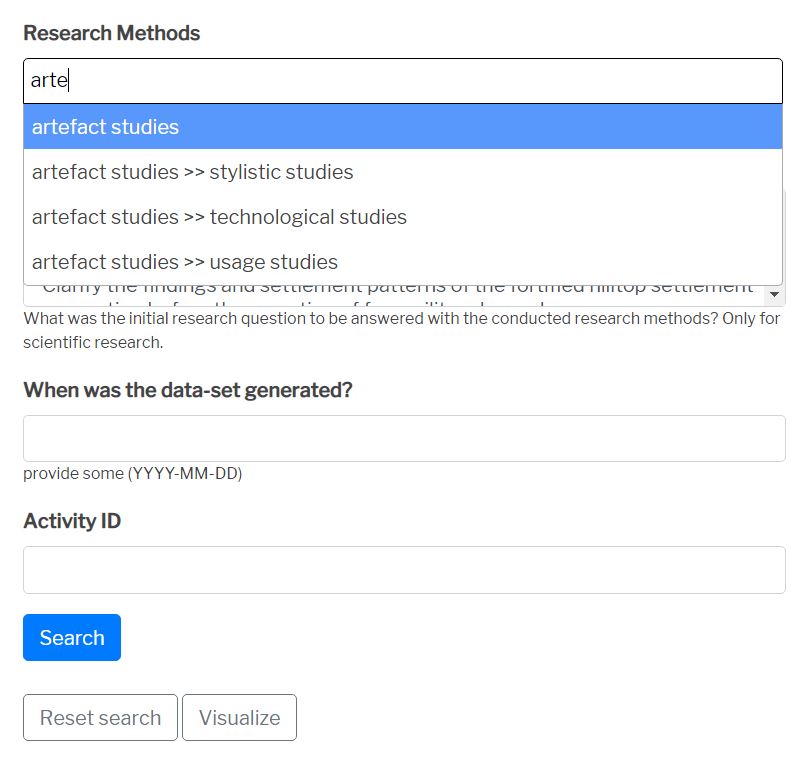 Research Methods
arte
artefact studies
artefact studies >> stylistic studies
artefact studies >> technological studies
artefact studies >> usage studies
Clarify the findings and settlement patterns of the fortified hilltop settlement
What was the initial research question to be answered with the conducted research methods? Only for
scientific research.
When was the data-set generated?
provide some (YYYY-MM-DD)
Activity ID
Search
Reset search Visualize